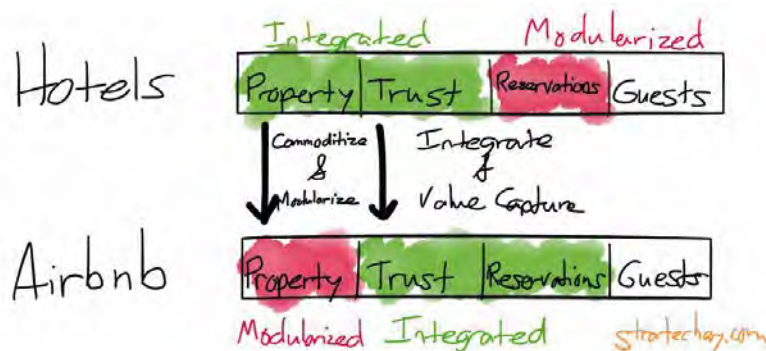 Integrated Modularized
Hotels Property Trust Reservations Guests
Commoditize
&
Modularize
Integrate
&
Value Capture
Airbnb Property Trust Reservations Guests
Modularized Integrated stratechery.com